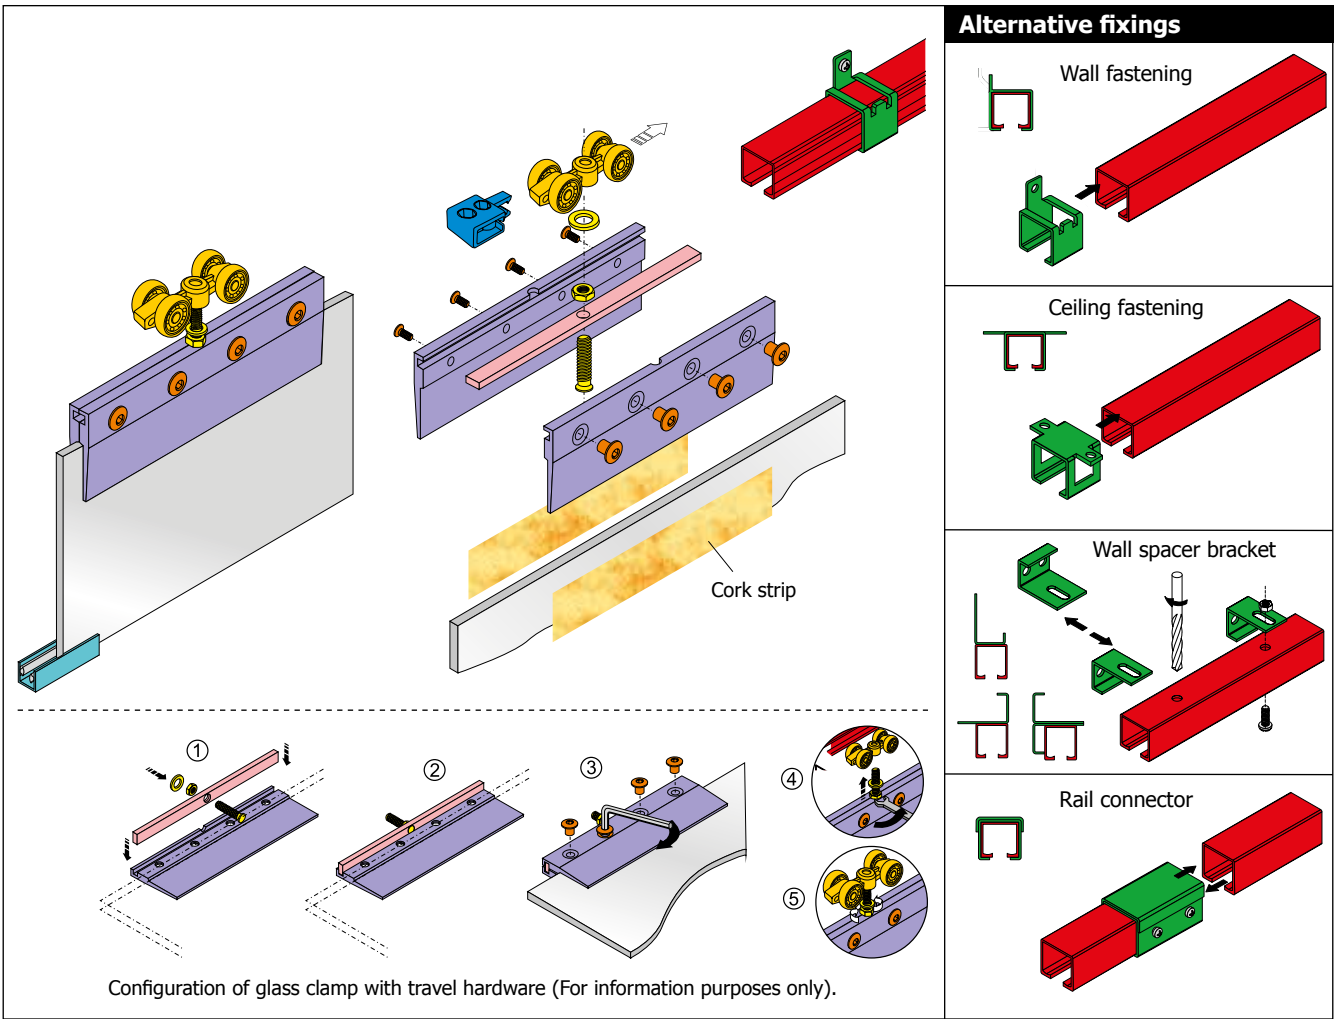 Alternative fixings
Wall fastening
Ceiling fastening
Wall spacer bracket
Rail connector
Cork strip
1
2
3
4
5
Configuration of glass clamp with travel hardware (For information purposes only).